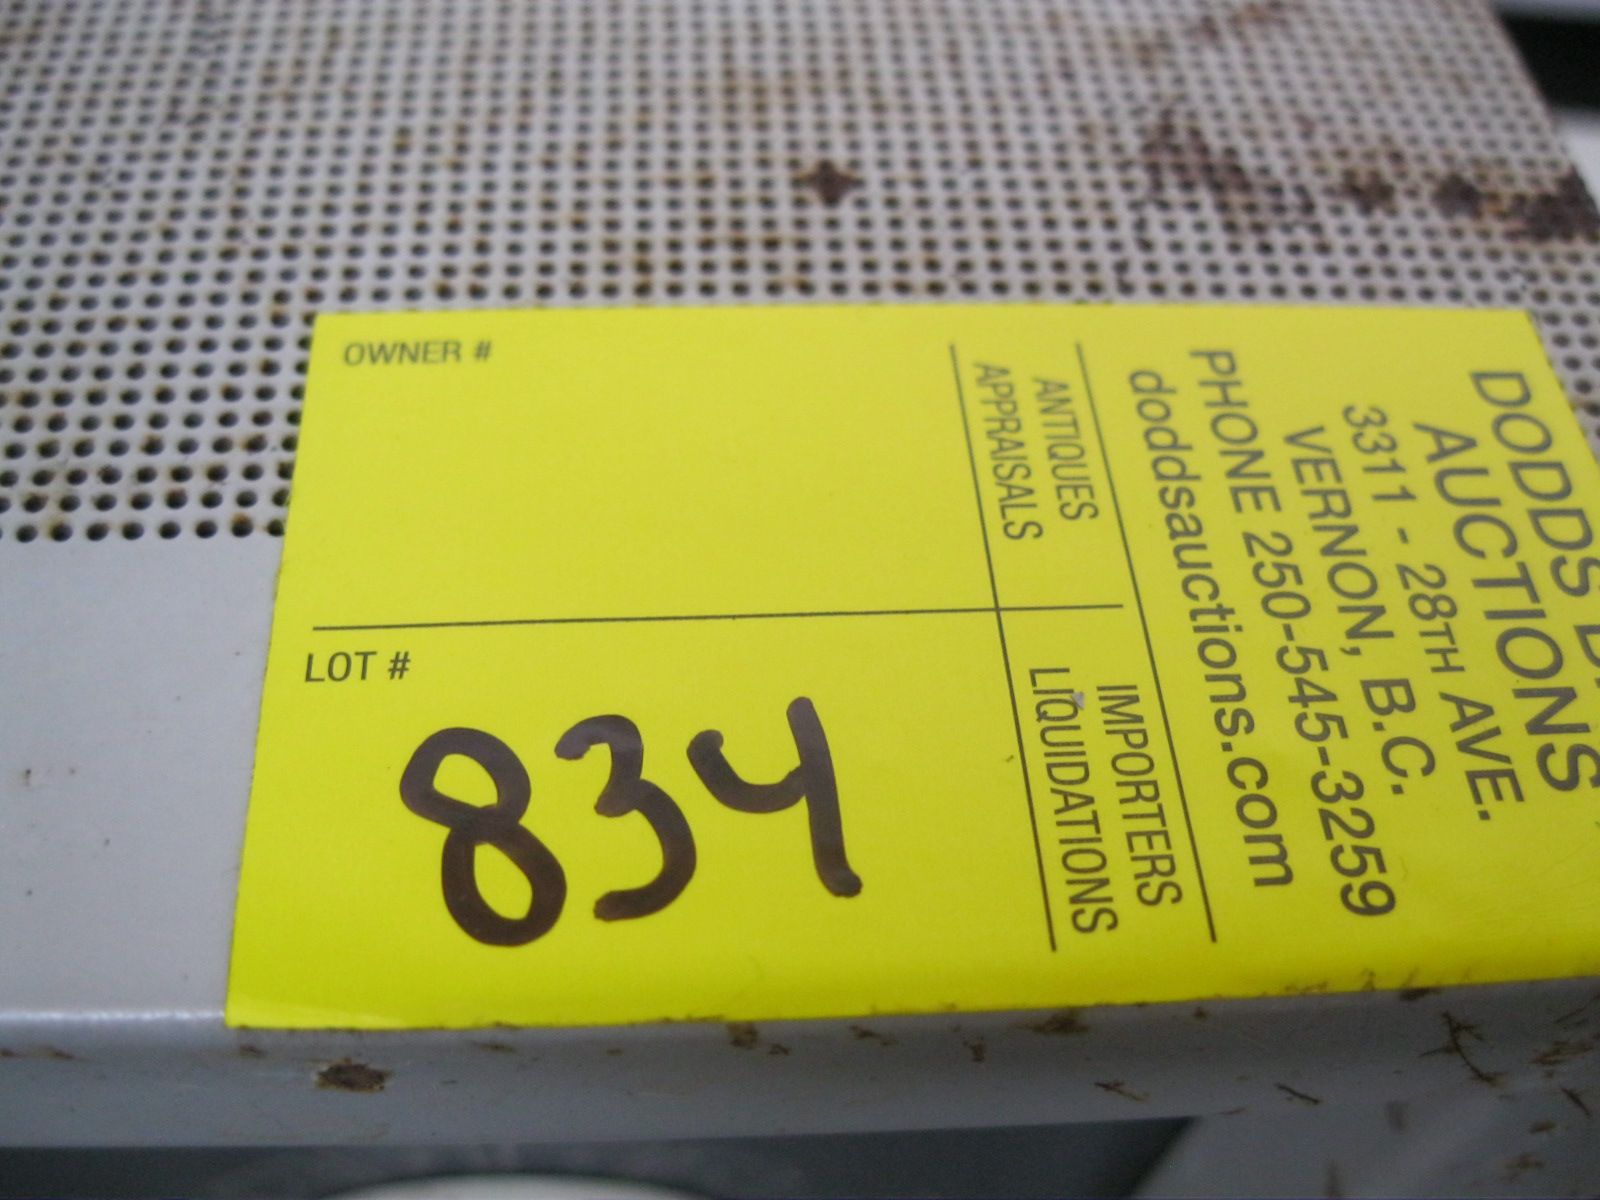 DODDS
AUCTIONS
3311 - 28TH AVE.
VERNON, B.C.
PHONE 250-545-3259
doddsauctions.com
ANTIQUES
APPRAISALS
IMPORTERS
LIQUIDATIONS
OWNER #
LOT #
834